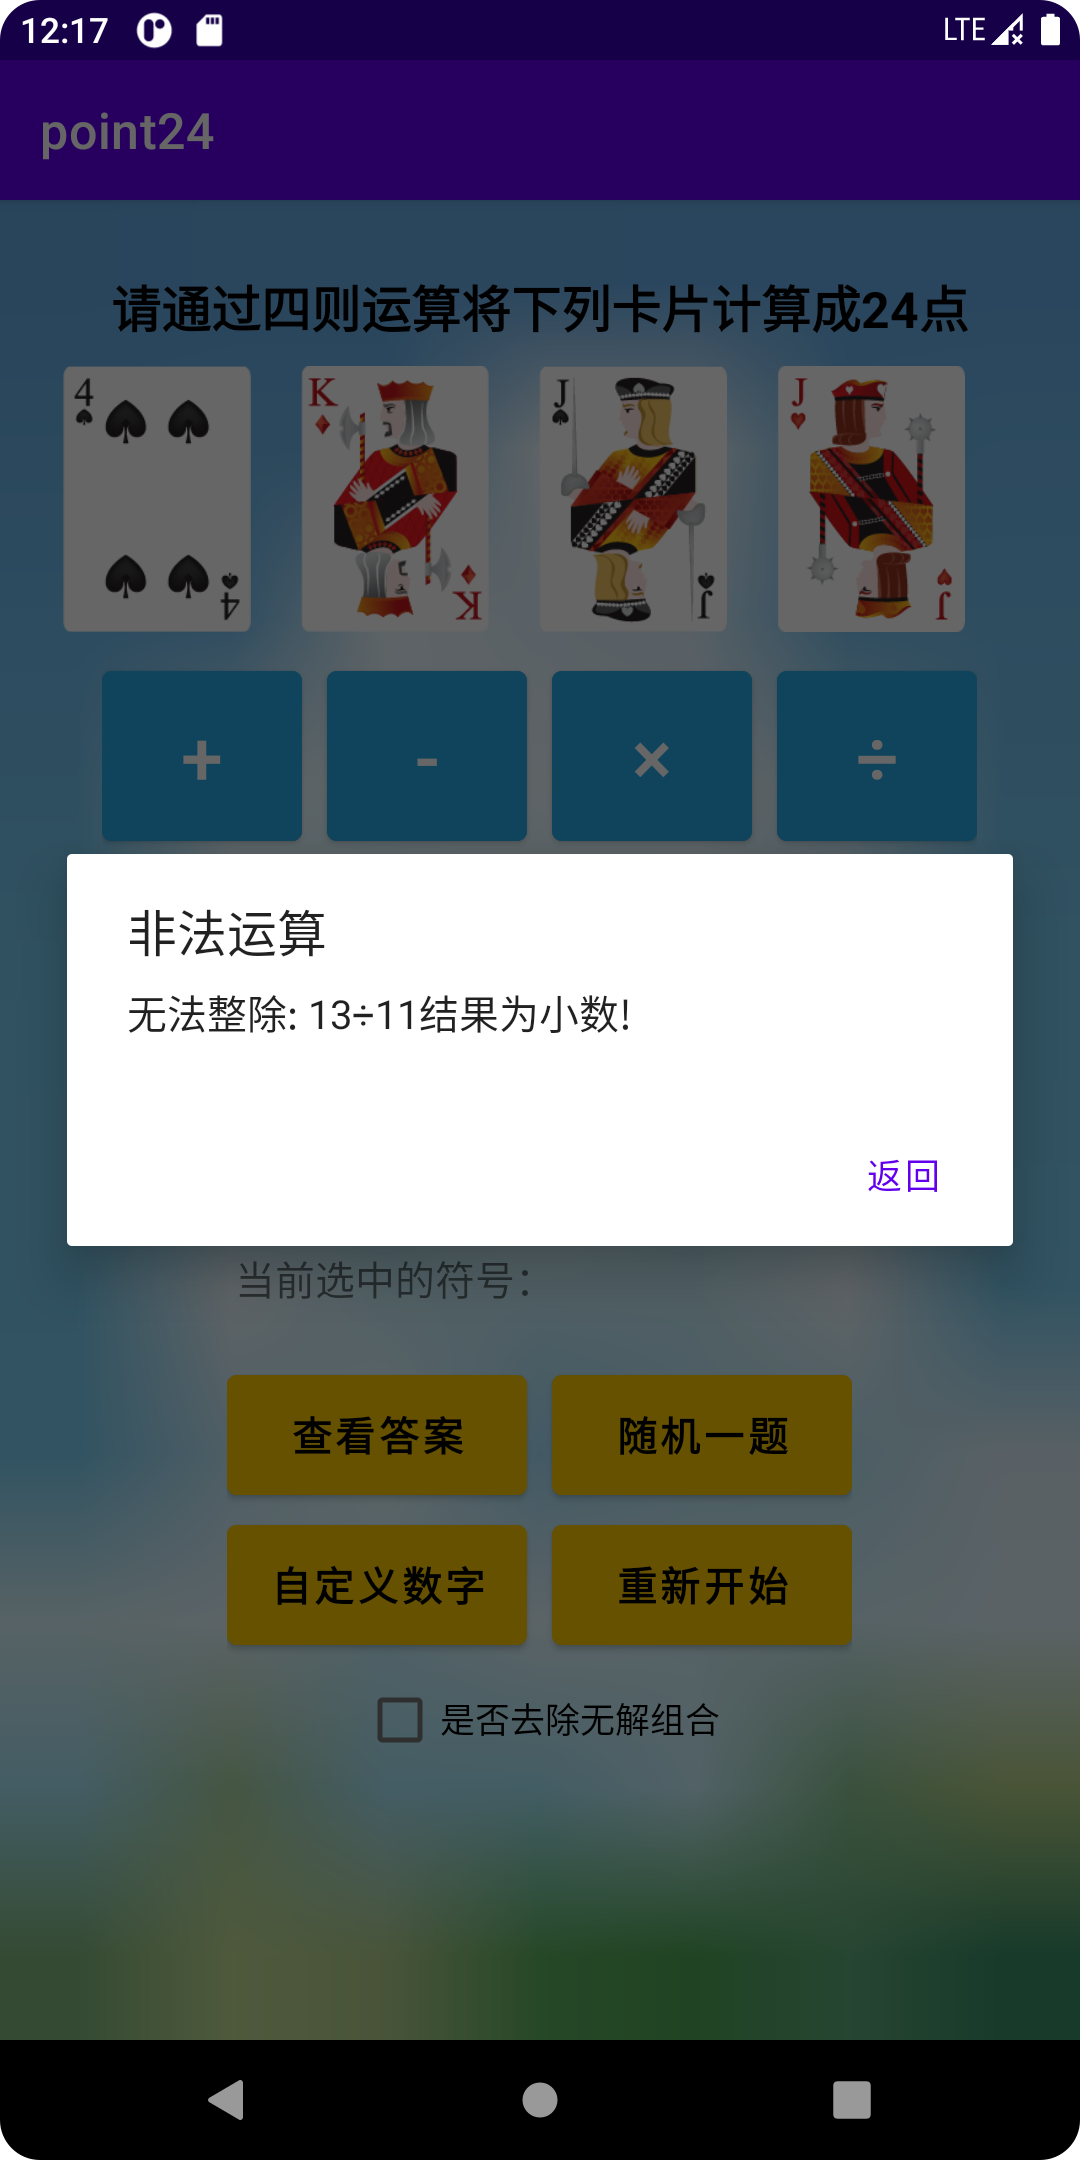 12:17 LTE
point24
请通过四则运算将下列卡片计算成24点
4 K J J
4 K J J
+ - × ÷
非法运算
无法整除: 13÷11结果为小数!
返回
当前选中的符号:
查看答案 随机一题
自定义数字 重新开始
是否去除无解组合